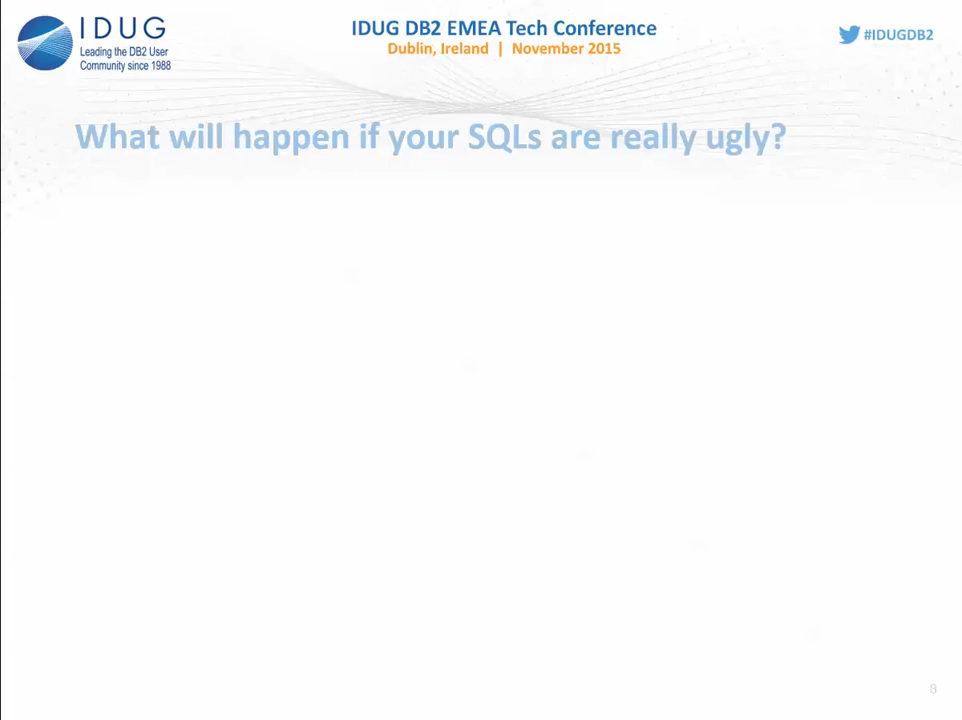 IDUG
Leading the DB2 User
Community since 1988
IDUG DB2 EMEA Tech Conference
Dublin, Ireland | November 2015
#IDUGDB2
What will happen if your SQLs are really ugly?
8